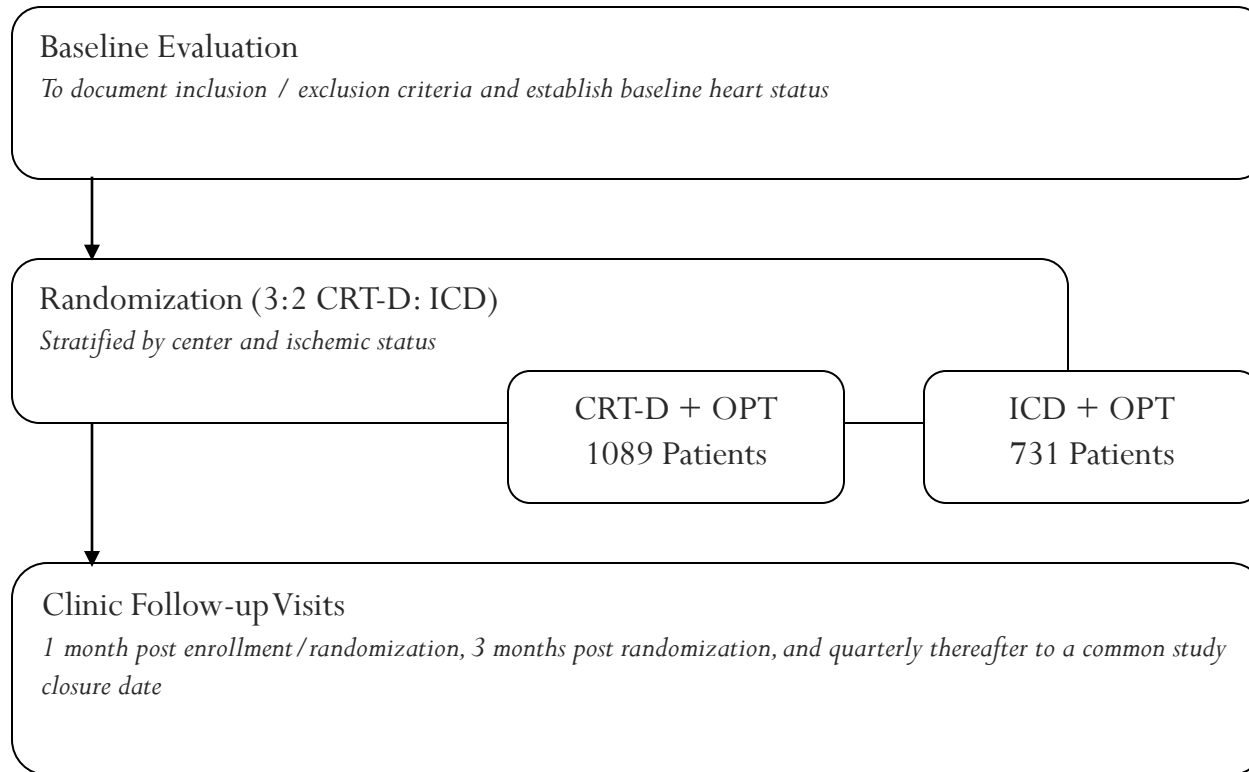 Baseline Evaluation
To document inclusion / exclusion criteria and establish baseline heart status
Randomization (3:2 CRT-D: ICD)
Stratified by center and ischemic status
CRT-D + OPT
1089 Patients
ICD + OPT
731 Patients
Clinic Follow-up Visits
1 month post enrollment/randomization, 3 months post randomization, and quarterly thereafter to a common study
closure date